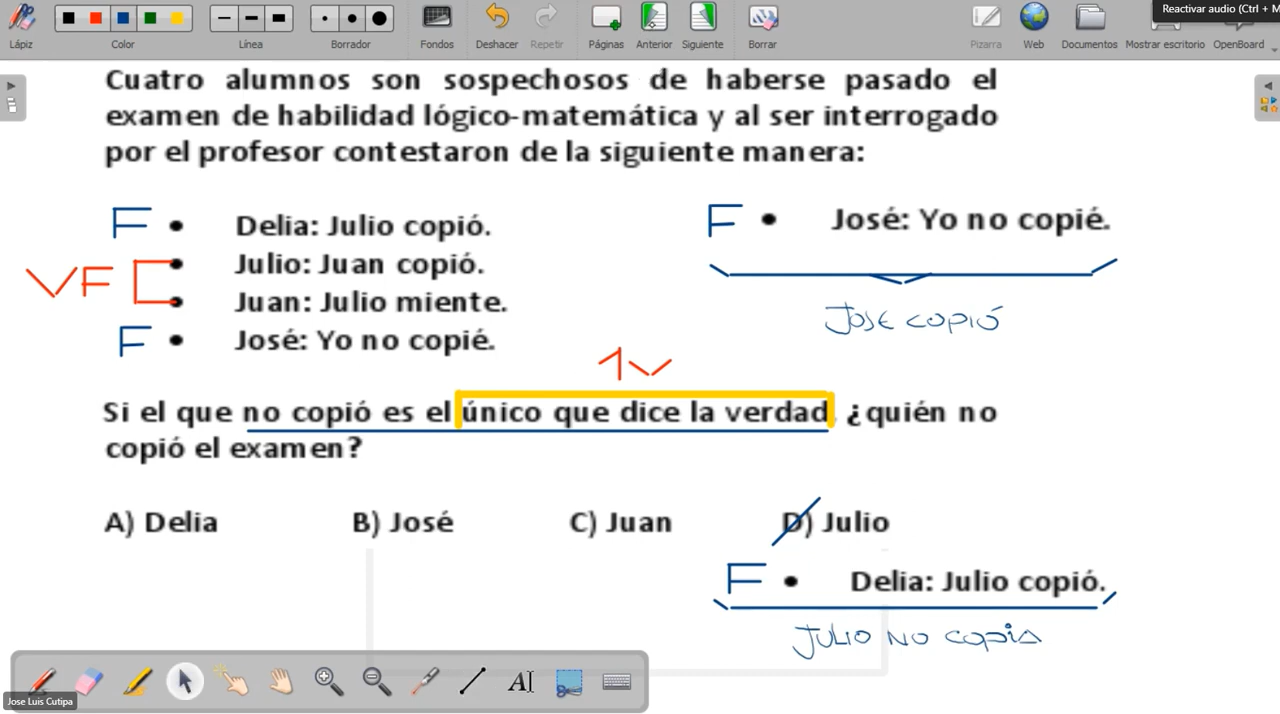 Reactivar audio (Ctrl + M
Lápiz Color Línea Borrador Fondos Deshacer Repetir Páginas Anterior Siguiente Borrar Pizarra Web Documentos Mostrar escritorio OpenBoard
Cuatro alumnos son sospechosos de haberse pasado el
examen de habilidad lógico-matemática y al ser interrogado
por el profesor contestaron de la siguiente manera:
F • Delia: Julio copió.
F • José: Yo no copié.
VF • Julio: Juan copió.
• Juan: Julio miente.
JOSE COPIÓ
F • José: Yo no copié.
1V
Si el que no copió es el único que dice la verdad ¿quién no
copió el examen?
A) Delia B) José C) Juan D) Julio
F • Delia: Julio copió.
JULIO NO COPIA
Jose Luis Cutipa